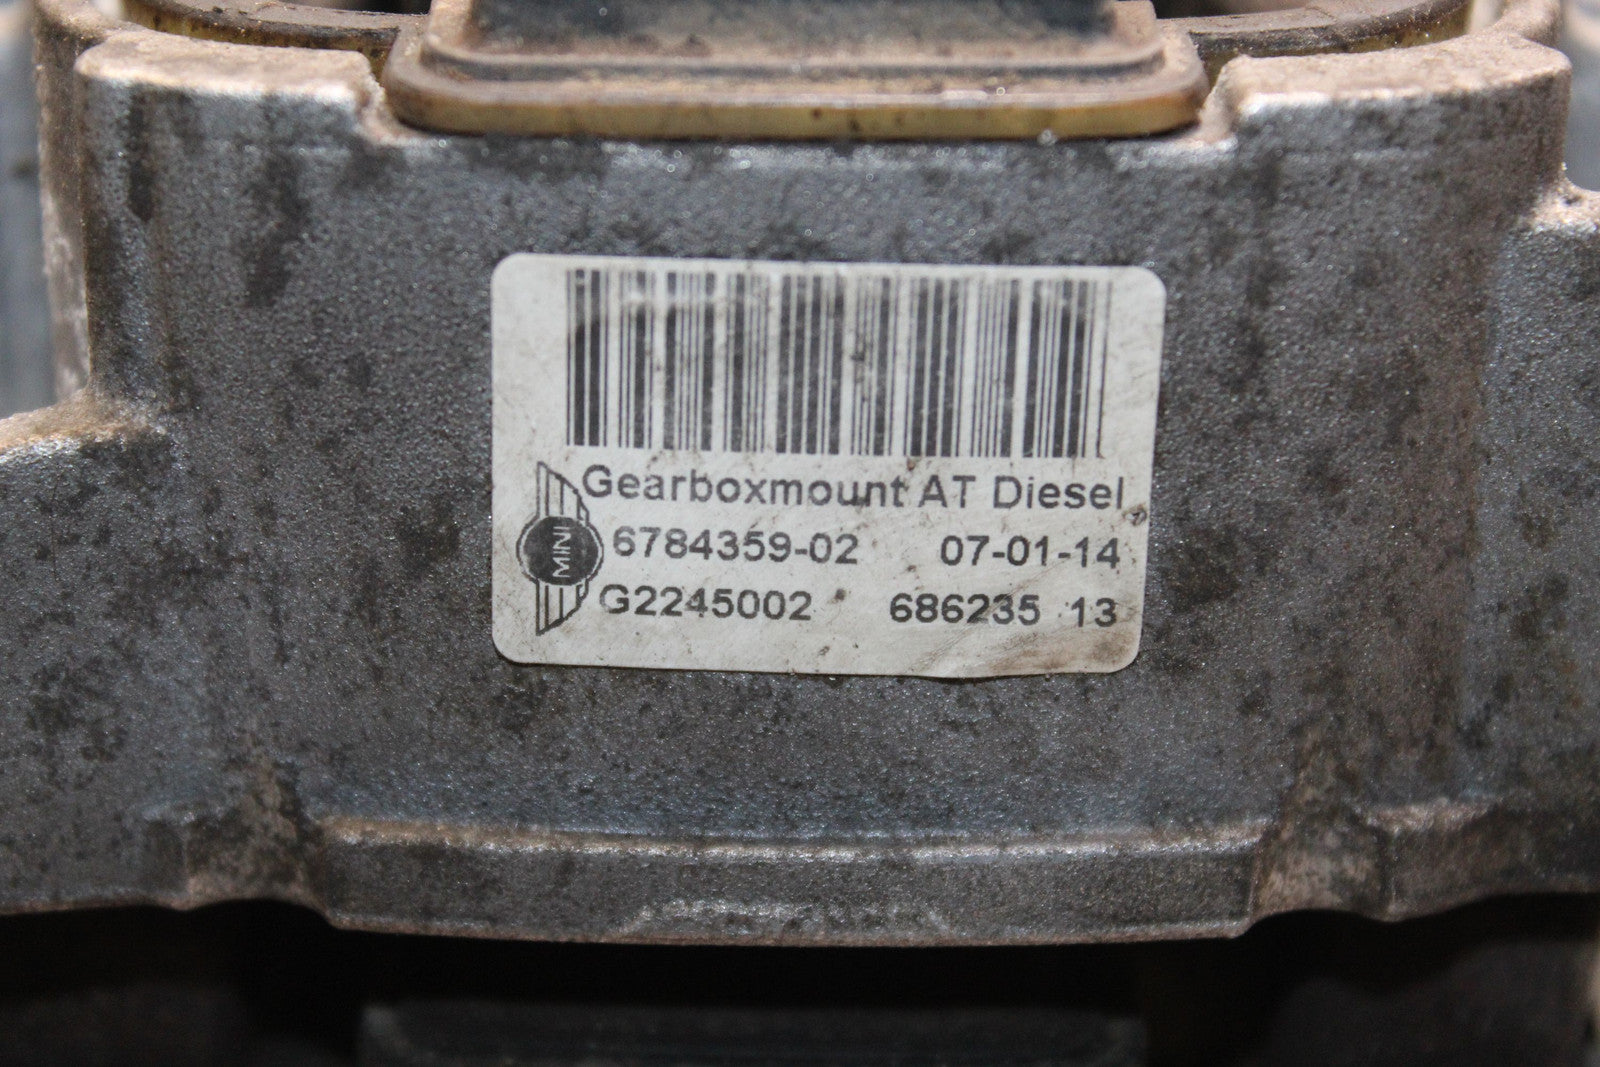 Gearboxmount AT Diesel
MINI 6784359-02 07-01-14
G2245002 686235 13